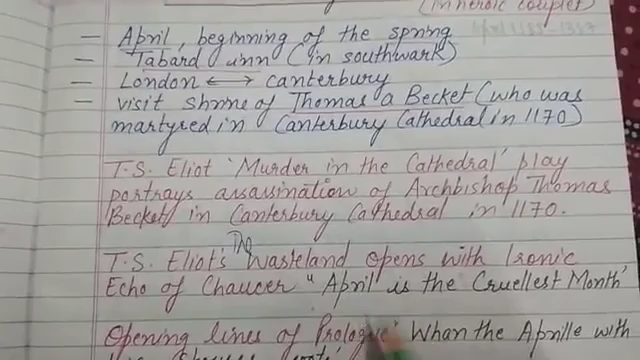 (in heroic couplet)
- April, beginning of the spring
- Tabard inn (in southwark)
- London ⟷ canterbury
- visit shrine of Thomas a Becket (who was
martyred in Canterbury Cathedral in 1170)
T.S. Eliot 'Murder in the Cathedral' play
portrays assassination of Archbishop Thomas
Becket in Canterbury Cathedral in 1170.
T.S. Eliot's The Wasteland opens with Ironic
Echo of Chaucer "April' is the Cruellest Month'
Opening lines of Prologue' Whan the Aprille with